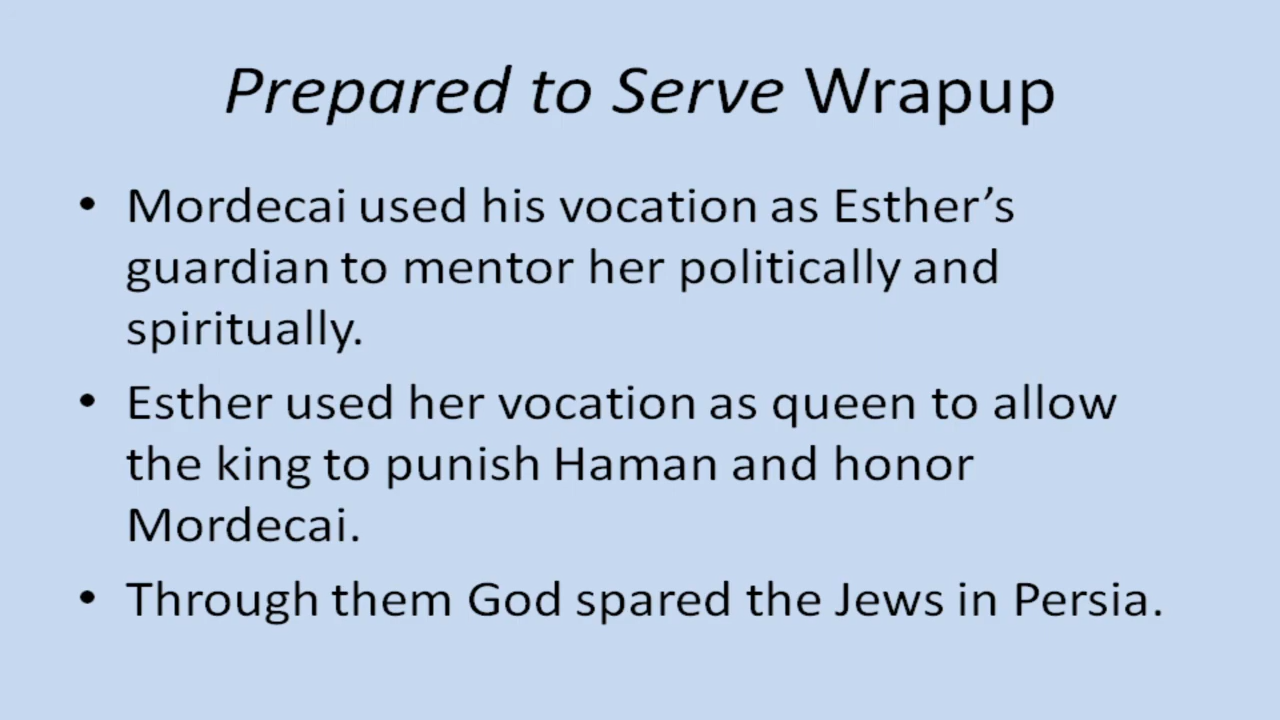 Prepared to Serve Wrapup
• Mordecai used his vocation as Esther’s
guardian to mentor her politically and
spiritually.
• Esther used her vocation as queen to allow
the king to punish Haman and honor
Mordecai.
• Through them God spared the Jews in Persia.